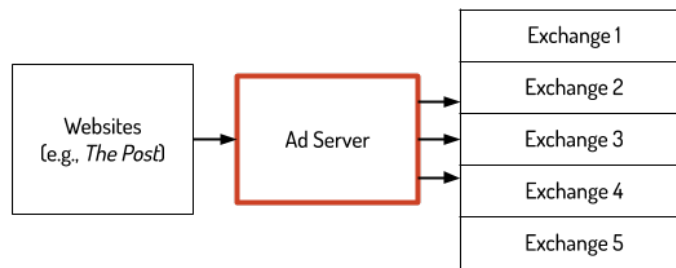 Websites
(e.g., The Post)
Ad Server
Exchange 1
Exchange 2
Exchange 3
Exchange 4
Exchange 5